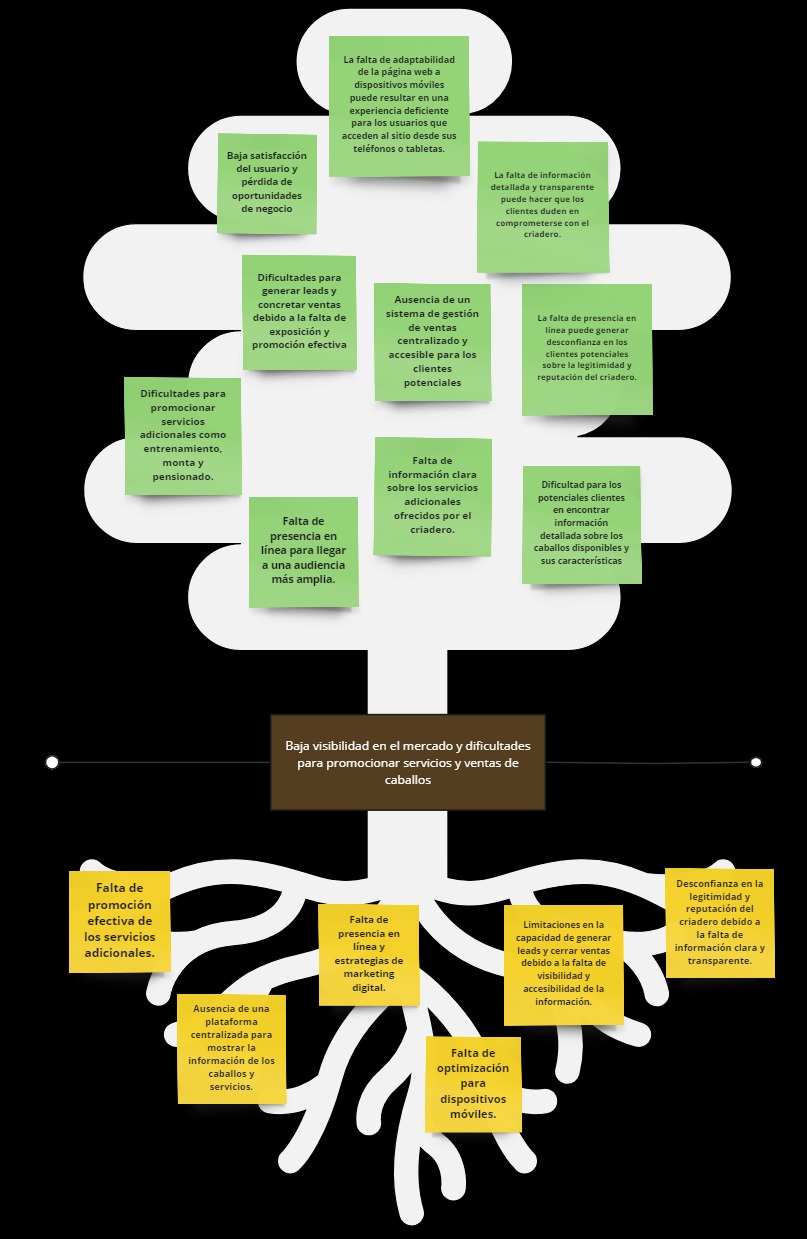 La falta de adaptabilidad
de la página web a
dispositivos móviles
puede resultar en una
experiencia deficiente
para los usuarios que
acceden al sitio desde sus
teléfonos o tabletas.
Baja satisfacción
del usuario y
pérdida de
oportunidades
de negocio
La falta de información
detallada y transparente
puede hacer que los
clientes duden en
comprometerse con el
criadero.
Dificultades para
generar leads y
concretar ventas
debido a la falta de
exposición y
promoción efectiva
Ausencia de un
sistema de gestión
de ventas
centralizado y
accesible para los
clientes
potenciales
La falta de presencia en
línea puede generar
desconfianza en los
clientes potenciales
sobre la legitimidad y
reputación del criadero.
Dificultades para
promocionar
servicios
adicionales como
entrenamiento,
monta y
pensionado.
Falta de
información clara
sobre los servicios
adicionales
ofrecidos por el
criadero.
Dificultad para los
potenciales clientes
en encontrar
información
detallada sobre los
caballos disponibles y
sus características
Falta de
presencia en
línea para llegar
a una audiencia
más amplia.
Baja visibilidad en el mercado y dificultades
para promocionar servicios y ventas de
caballos
Falta de
promoción
efectiva de
los servicios
adicionales.
Falta de
presencia en
línea y
estrategias de
marketing
digital.
Limitaciones en la
capacidad de generar
leads y cerrar ventas
debido a la falta de
visibilidad y
accesibilidad de la
información.
Desconfianza en la
legitimidad y
reputación del
criadero debido a
la falta de
información clara y
transparente.
Ausencia de una
plataforma
centralizada para
mostrar la
información de los
caballos y
servicios.
Falta de
optimización
para
dispositivos
móviles.